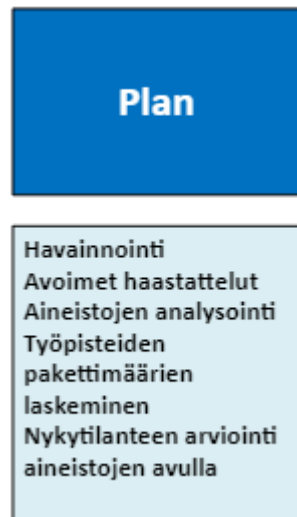 Plan
Havainnointi
Avoimet haastattelut
Aineistojen analysointi
Työpisteiden
pakettimäärien
laskeminen
Nykytilanteen arviointi
aineistojen avulla